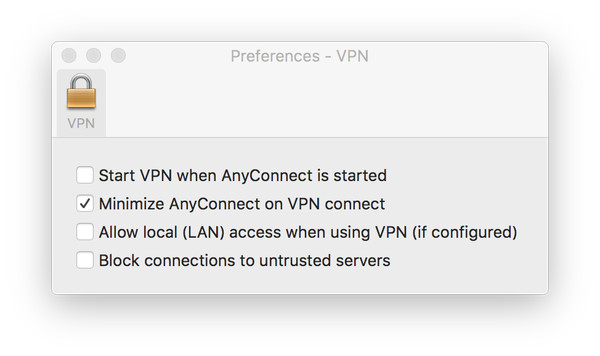 Preferences - VPN
VPN
Start VPN when AnyConnect is started
Minimize AnyConnect on VPN connect
Allow local (LAN) access when using VPN (if configured)
Block connections to untrusted servers